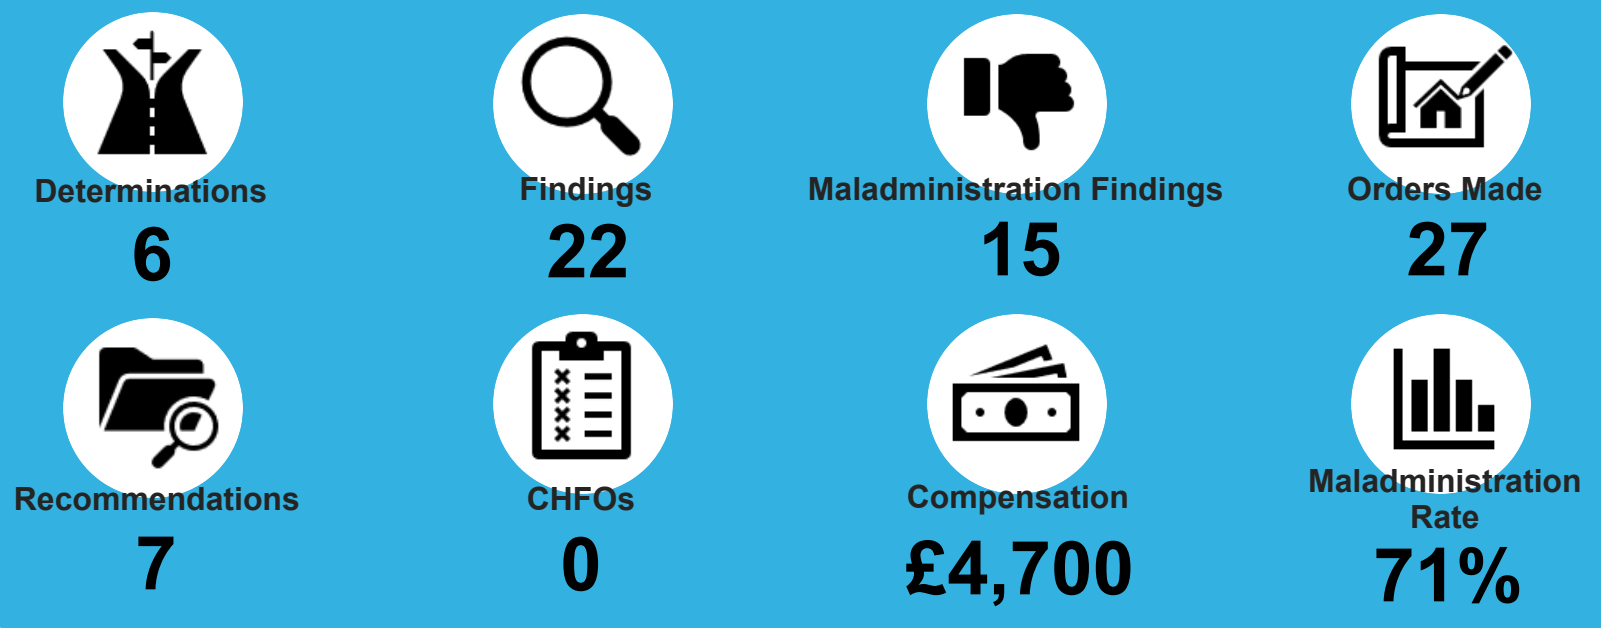 Determinations
6
Findings
22
Maladministration Findings
15
Orders Made
27
Recommendations
7
CHFOs
0
Compensation
£4,700
Maladministration
Rate
71%